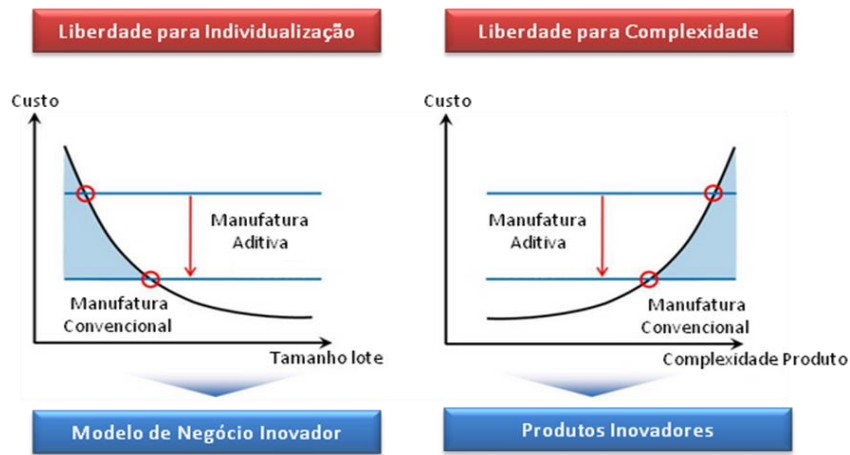 Liberdade para Individualização
Liberdade para Complexidade
Custo
Manufatura
Aditiva
Manufatura
Convencional
Tamanho lote
Custo
Manufatura
Aditiva
Manufatura
Convencional
Complexidade Produto
Modelo de Negócio Inovador
Produtos Inovadores